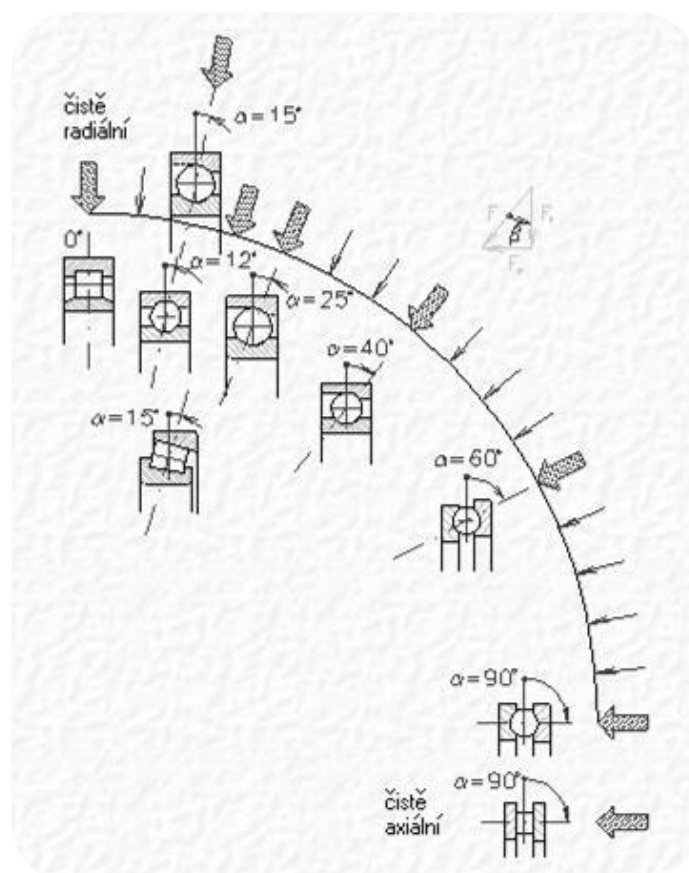 čistě
radiální
α=15°
0°
α=12°
α=25°
α=40°
α=15°
α=60°
α=90°
čistě
axiální
α=90°